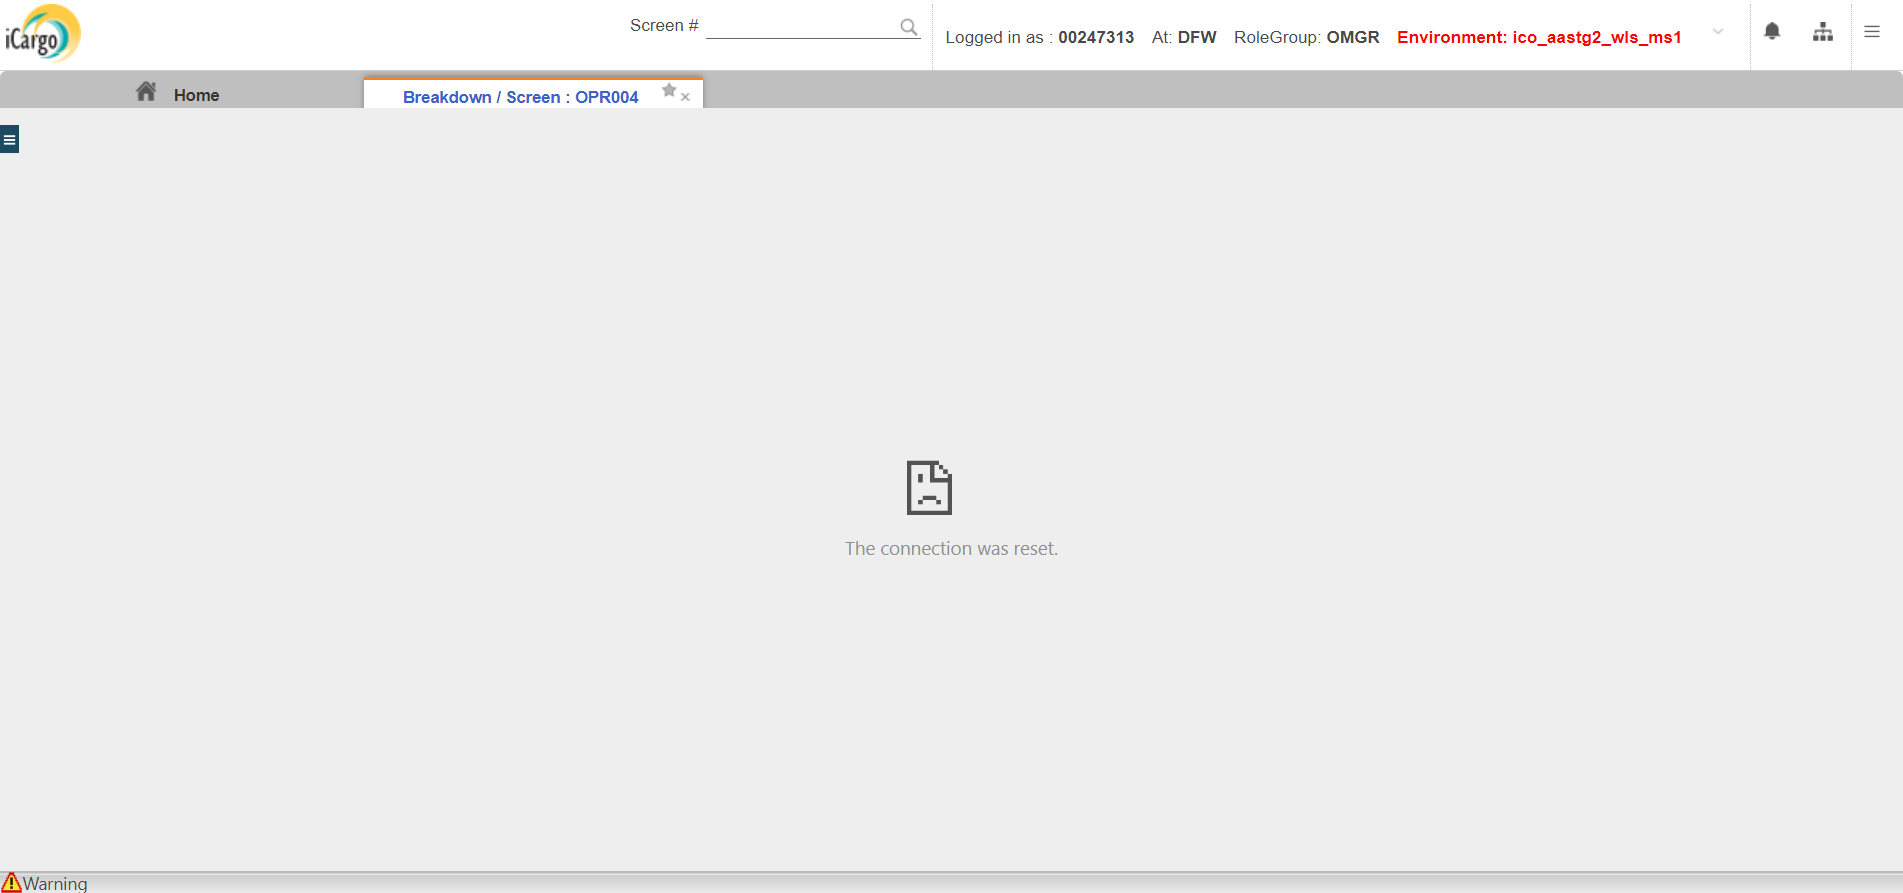 iCargo
Screen #
Logged in as : 00247313 At: DFW RoleGroup: OMGR Environment: ico_aastg2_wls_ms1
Home
Breakdown / Screen : OPR004
The connection was reset.
Warning